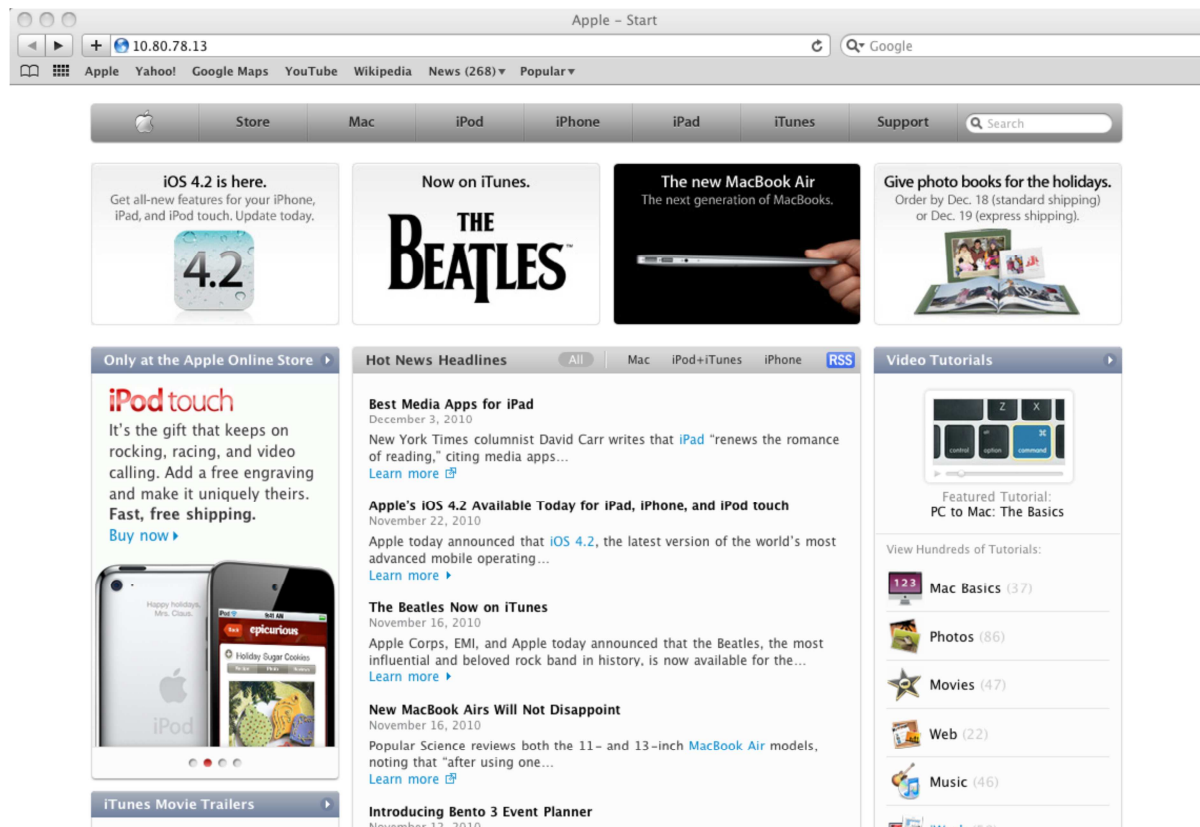 Apple – Start
10.80.78.13
Google
Apple Yahoo! Google Maps YouTube Wikipedia News (268) Popular
Store Mac iPod iPhone iPad iTunes Support Search
iOS 4.2 is here.
Get all-new features for your iPhone,
iPad, and iPod touch. Update today.
4.2
Now on iTunes.
THE
BEATLES™
The new MacBook Air
The next generation of MacBooks.
Give photo books for the holidays.
Order by Dec. 18 (standard shipping)
or Dec. 19 (express shipping).
Only at the Apple Online Store
iPod touch
It's the gift that keeps on
rocking, racing, and video
calling. Add a free engraving
and make it uniquely theirs.
Fast, free shipping.
Buy now
Happy holidays,
Mrs. Claus.
iPod
iPod 9:41 AM
Back epicurious
Holiday Sugar Cookies
iTunes Movie Trailers
Hot News Headlines All Mac iPod+iTunes iPhone RSS
Best Media Apps for iPad
December 3, 2010
New York Times columnist David Carr writes that iPad “renews the romance
of reading,” citing media apps...
Learn more
Apple's iOS 4.2 Available Today for iPad, iPhone, and iPod touch
November 22, 2010
Apple today announced that iOS 4.2, the latest version of the world's most
advanced mobile operating...
Learn more
The Beatles Now on iTunes
November 16, 2010
Apple Corps, EMI, and Apple today announced that the Beatles, the most
influential and beloved rock band in history, is now available for the...
Learn more
New MacBook Airs Will Not Disappoint
November 16, 2010
Popular Science reviews both the 11- and 13-inch MacBook Air models,
noting that “after using one...
Learn more
Introducing Bento 3 Event Planner
November 12, 2010
Video Tutorials
Z X
control option command
Featured Tutorial:
PC to Mac: The Basics
View Hundreds of Tutorials:
123
Mac Basics (37)
Photos (86)
Movies (47)
Web (22)
Music (46)